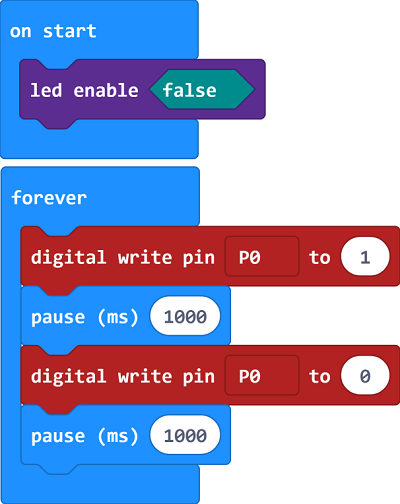 on start
led enable false
forever
digital write pin P0 to 1
pause (ms) 1000
digital write pin P0 to 0
pause (ms) 1000